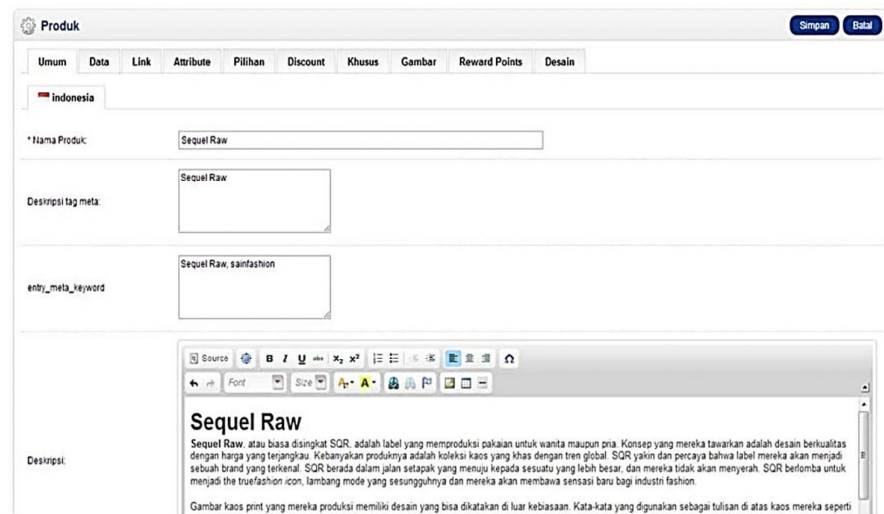 Produk
Simpan Batal
Umum Data Link Attribute Pilihan Discount Khusus Gambar Reward Points Desain
indonesia
* Nama Produk: Sequel Raw
Deskripsi tag meta: Sequel Raw
entry_meta_keyword Sequel Raw, sainfashion
Source B I U abc X₂ X² Ω
Font Size A A
Deskripsi:
Sequel Raw
Sequel Raw, atau biasa disingkat SQR, adalah label yang memproduksi pakaian untuk wanita maupun pria. Konsep yang mereka tawarkan adalah desain berkualitas
dengan harga yang terjangkau. Kebanyakan produknya adalah koleksi kaos yang khas dengan tren global. SQR yakin dan percaya bahwa label mereka akan menjadi
sebuah brand yang terkenal. SQR berada dalam jalan setapak yang menuju kepada sesuatu yang lebih besar, dan mereka tidak akan menyerah. SQR berlomba untuk
menjadi the truefashion icon, lambang mode yang sesungguhnya dan mereka akan membawa sensasi baru bagi industri fashion.
Gambar kaos print yang mereka produksi memiliki desain yang bisa dikatakan di luar kebiasaan. Kata-kata yang digunakan sebagai tulisan di atas kaos mereka seperti